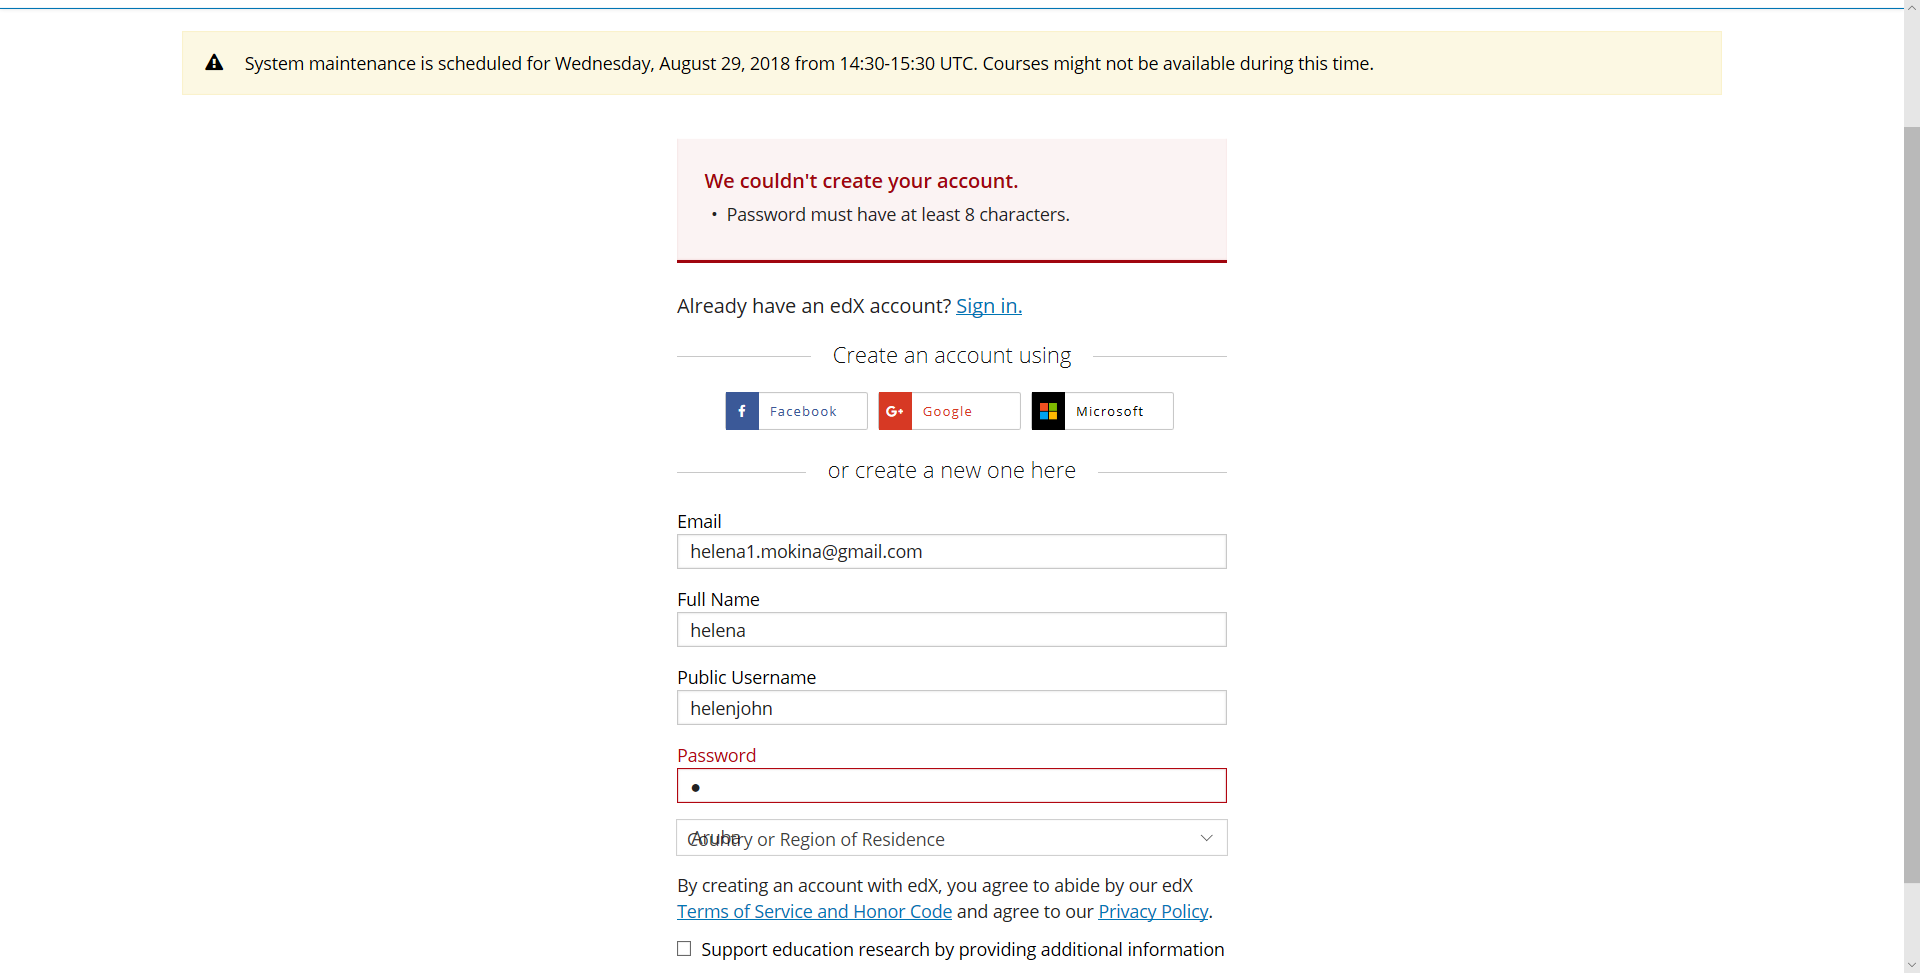 System maintenance is scheduled for Wednesday, August 29, 2018 from 14:30-15:30 UTC. Courses might not be available during this time.
We couldn't create your account.
• Password must have at least 8 characters.
Already have an edX account? Sign in.
Create an account using
Facebook G+ Google Microsoft
or create a new one here
Email
helena1.mokina@gmail.com
Full Name
helena
Public Username
helenjohn
Password
●
Aruba
Country or Region of Residence
By creating an account with edX, you agree to abide by our edX
Terms of Service and Honor Code and agree to our Privacy Policy.
Support education research by providing additional information